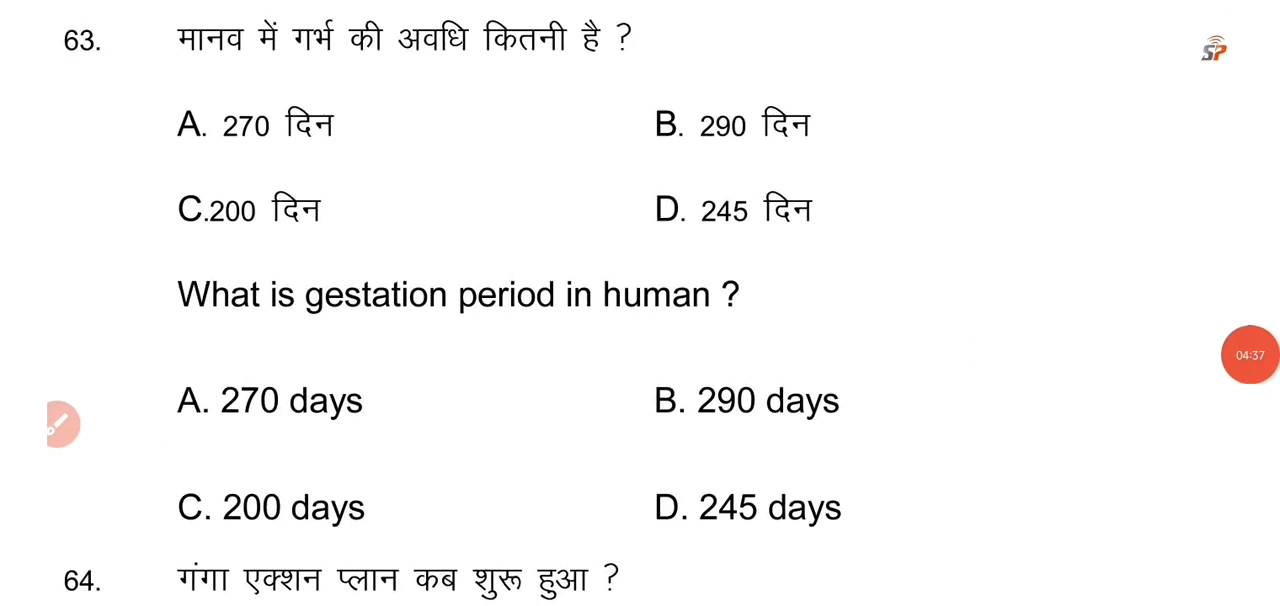 63. मानव में गर्भ की अवधि कितनी है ?
SP
A. 270 दिन B. 290 दिन
C.200 दिन D. 245 दिन
What is gestation period in human ?
04:37
A. 270 days B. 290 days
C. 200 days D. 245 days
64. गंगा एक्शन प्लान कब शुरू हुआ ?